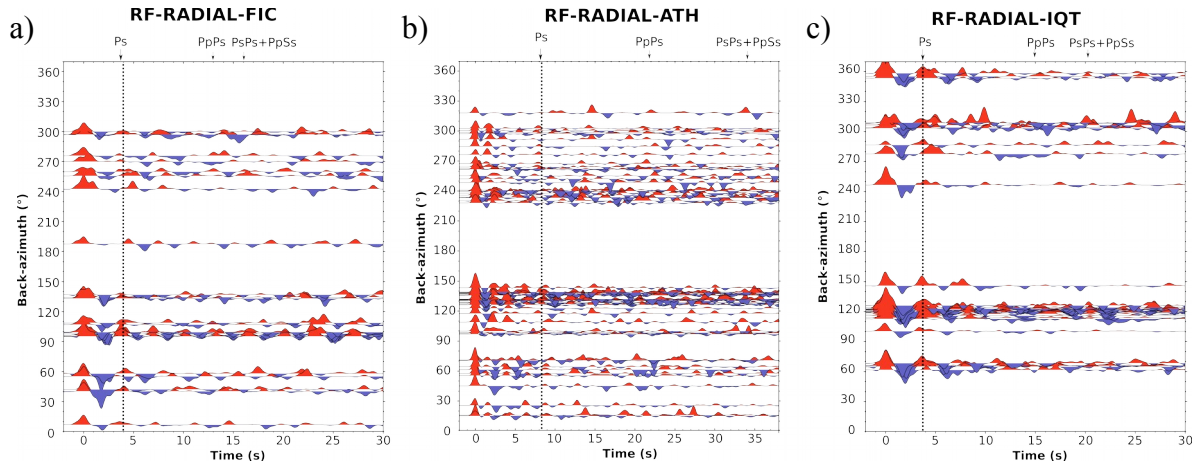 a)
RF-RADIAL-FIC
Ps
PpPs
PsPs+PpSs
360
330
300
270
240
210
180
150
120
90
60
30
0
Back-azimuth (°)
0
5
10
15
20
25
30
Time (s)
b)
RF-RADIAL-ATH
Ps
PpPs
PsPs+PpSs
360
330
300
270
240
210
180
150
120
90
60
30
0
Back-azimuth (°)
0
5
10
15
20
25
30
35
Time (s)
c)
RF-RADIAL-IQT
Ps
PpPs
PsPs+PpSs
360
330
300
270
240
210
180
150
120
90
60
30
0
Back-azimuth (°)
0
5
10
15
20
25
30
Time (s)